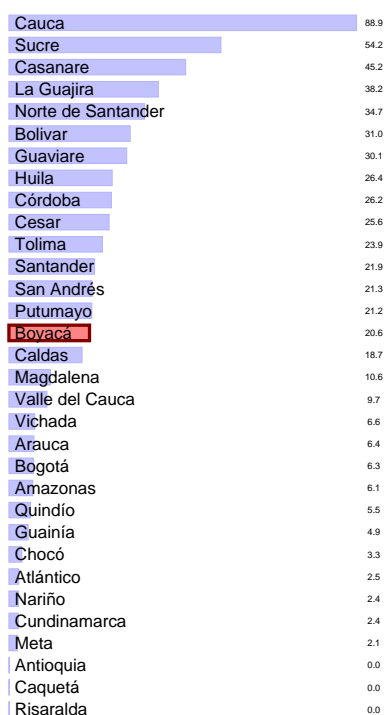 Cauca 88.9
Sucre 54.2
Casanare 45.2
La Guajira 38.2
Norte de Santander 34.7
Bolivar 31.0
Guaviare 30.1
Huila 26.4
Córdoba 26.2
Cesar 25.6
Tolima 23.9
Santander 21.9
San Andrés 21.3
Putumayo 21.2
Boyacá 20.6
Caldas 18.7
Magdalena 10.6
Valle del Cauca 9.7
Vichada 6.6
Arauca 6.4
Bogotá 6.3
Amazonas 6.1
Quindío 5.5
Guainía 4.9
Chocó 3.3
Atlántico 2.5
Nariño 2.4
Cundinamarca 2.4
Meta 2.1
Antioquia 0.0
Caquetá 0.0
Risaralda 0.0